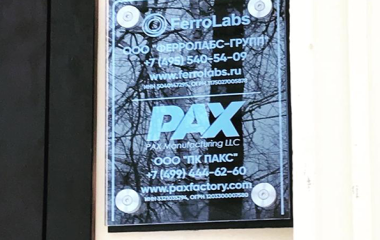 FerroLabs
ООО "ФЕРРОЛАБС-ГРУПП"
+7 (495) 540-54-09
www.ferrolabs.ru
PAX
PAX Manufacturing LLC
ООО "ПК ПАКС"
+7 (499) 444-62-60
www.paxfactory.com